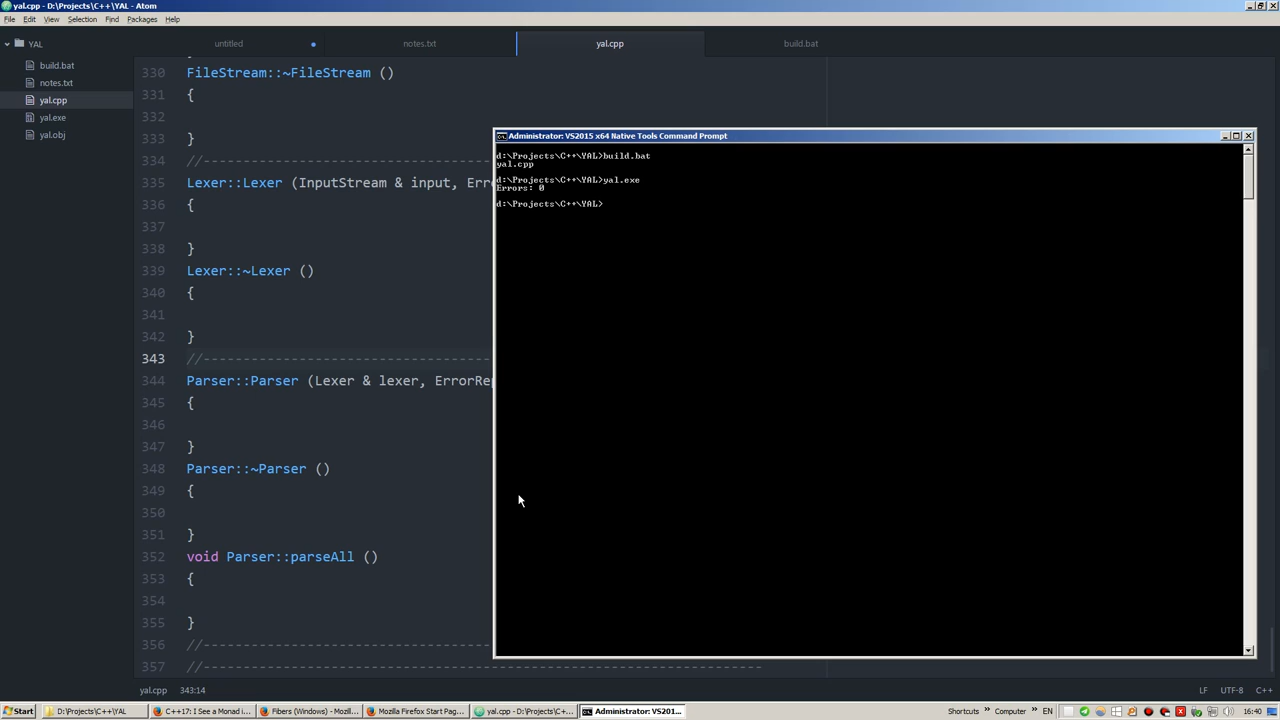 yal.cpp - D:\Projects\C++\YAL - Atom
File Edit View Selection Find Packages Help
YAL
build.bat
notes.txt
yal.cpp
yal.exe
yal.obj
untitled notes.txt yal.cpp build.bat
330 FileStream::~FileStream ()
331 {
332
333 }
334 //------------------------------------
335 Lexer::Lexer (InputStream & input, Err
336 {
337
338 }
339 Lexer::~Lexer ()
340 {
341
342 }
343 //------------------------------------
344 Parser::Parser (Lexer & lexer, ErrorRe
345 {
346
347 }
348 Parser::~Parser ()
349 {
350
351 }
352 void Parser::parseAll ()
353 {
354
355 }
356 //------------------------------------
357 //----------------------------------------------------------------------
Administrator: VS2015 x64 Native Tools Command Prompt
d:\Projects\C++\YAL>build.bat
yal.cpp
d:\Projects\C++\YAL>yal.exe
Errors: 0
d:\Projects\C++\YAL>
yal.cpp 343:14 LF UTF-8 C++
Start D:\Projects\C++\YAL C++17: I See a Monad i... Fibers (Windows) - Mozill... Mozilla Firefox Start Pag... yal.cpp - D:\Projects\C... Administrator: VS201... Shortcuts » Computer » EN 16:40